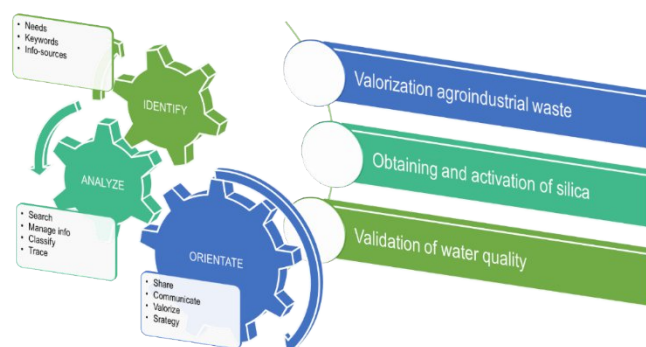 • Needs
• Keywords
• Info-sources
IDENTIFY
ANALYZE
• Search
• Manage info
• Classify
• Trace
ORIENTATE
• Share
• Communicate
• Valorize
• Srategy
Valorization agroindustrial waste
Obtaining and activation of silica
Validation of water quality